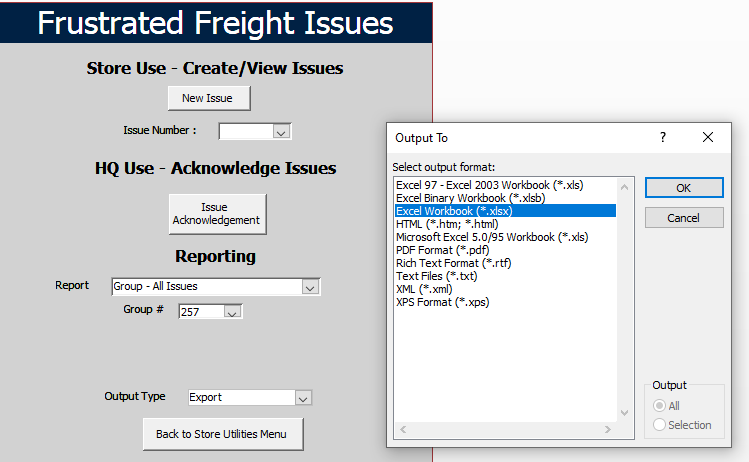 Frustrated Freight Issues
Store Use - Create/View Issues
New Issue
Issue Number :
HQ Use - Acknowledge Issues
Issue
Acknowledgement
Reporting
Report
Group - All Issues
Group #
257
Output Type
Export
Back to Store Utilities Menu
Output To
?
Select output format:
Excel 97 - Excel 2003 Workbook (*.xls)
Excel Binary Workbook (*.xlsb)
Excel Workbook (*.xlsx)
HTML (*.htm; *.html)
Microsoft Excel 5.0/95 Workbook (*.xls)
PDF Format (*.pdf)
Rich Text Format (*.rtf)
Text Files (*.txt)
XML (*.xml)
XPS Format (*.xps)
OK
Cancel
Output
All
Selection